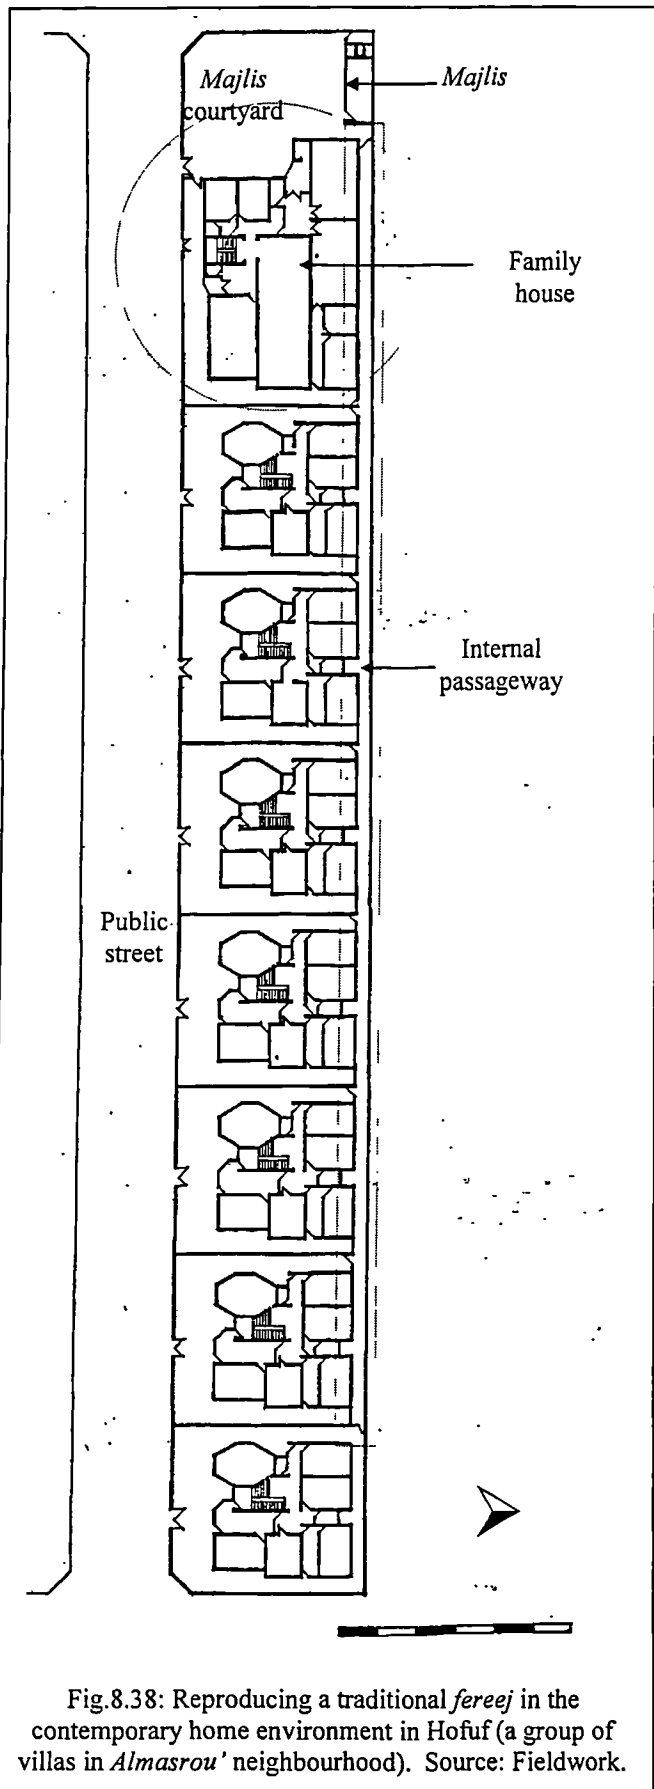 Majlis
courtyard
Majlis
Family
house
Internal
passageway
Public
street
Fig.8.38: Reproducing a traditional fereej in the
contemporary home environment in Hofuf (a group of
villas in Almasrou' neighbourhood). Source: Fieldwork.